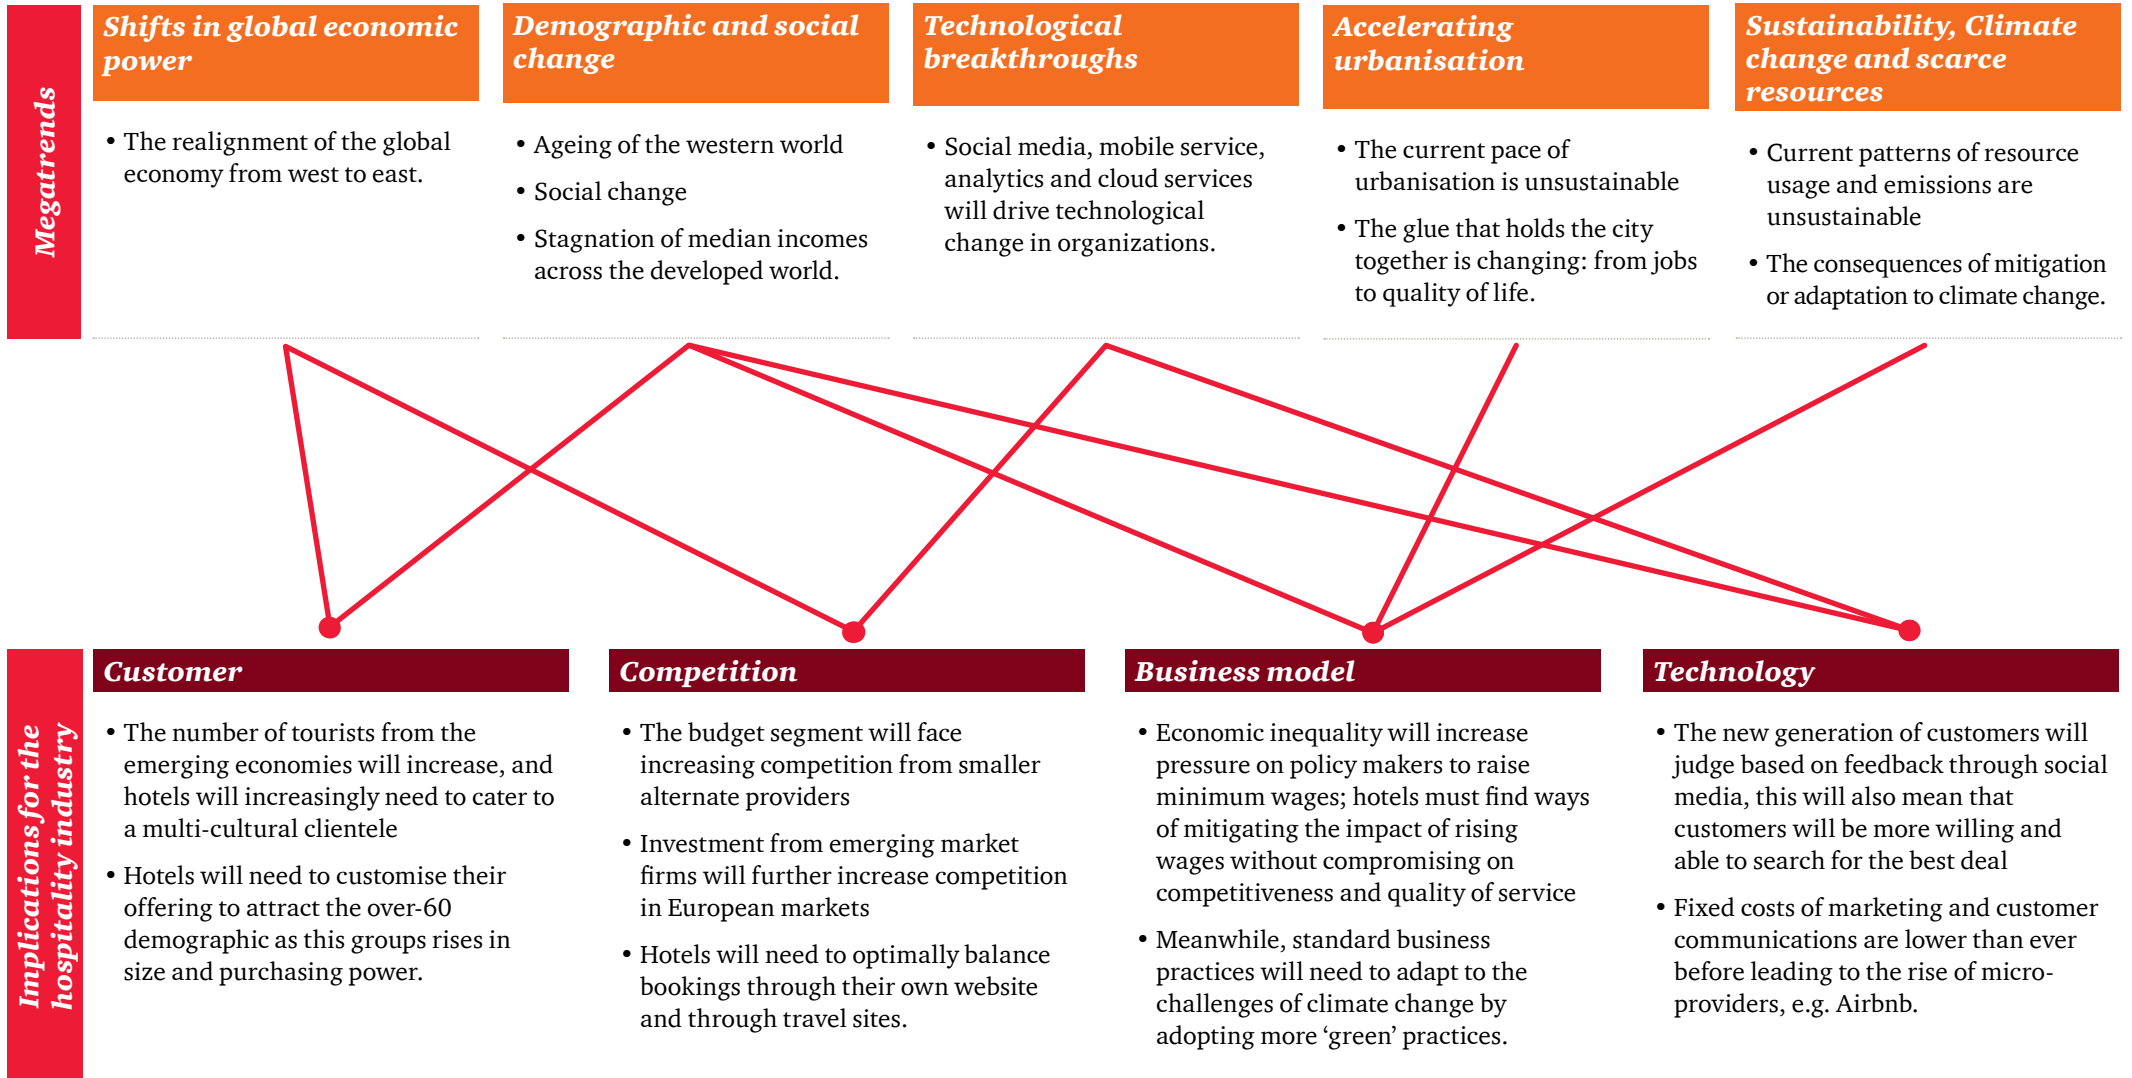 Megatrends
Shifts in global economic
power
• The realignment of the global
economy from west to east.
Demographic and social
change
• Ageing of the western world
• Social change
• Stagnation of median incomes
across the developed world.
Technological
breakthroughs
• Social media, mobile service,
analytics and cloud services
will drive technological
change in organizations.
Accelerating
urbanisation
• The current pace of
urbanisation is unsustainable
• The glue that holds the city
together is changing: from jobs
to quality of life.
Sustainability, Climate
change and scarce
resources
• Current patterns of resource
usage and emissions are
unsustainable
• The consequences of mitigation
or adaptation to climate change.
Implications for the
hospitality industry
Customer
• The number of tourists from the
emerging economies will increase, and
hotels will increasingly need to cater to
a multi-cultural clientele
• Hotels will need to customise their
offering to attract the over-60
demographic as this groups rises in
size and purchasing power.
Competition
• The budget segment will face
increasing competition from smaller
alternate providers
• Investment from emerging market
firms will further increase competition
in European markets
• Hotels will need to optimally balance
bookings through their own website
and through travel sites.
Business model
• Economic inequality will increase
pressure on policy makers to raise
minimum wages; hotels must find ways
of mitigating the impact of rising
wages without compromising on
competitiveness and quality of service
• Meanwhile, standard business
practices will need to adapt to the
challenges of climate change by
adopting more ‘green’ practices.
Technology
• The new generation of customers will
judge based on feedback through social
media, this will also mean that
customers will be more willing and
able to search for the best deal
• Fixed costs of marketing and customer
communications are lower than ever
before leading to the rise of micro-
providers, e.g. Airbnb.